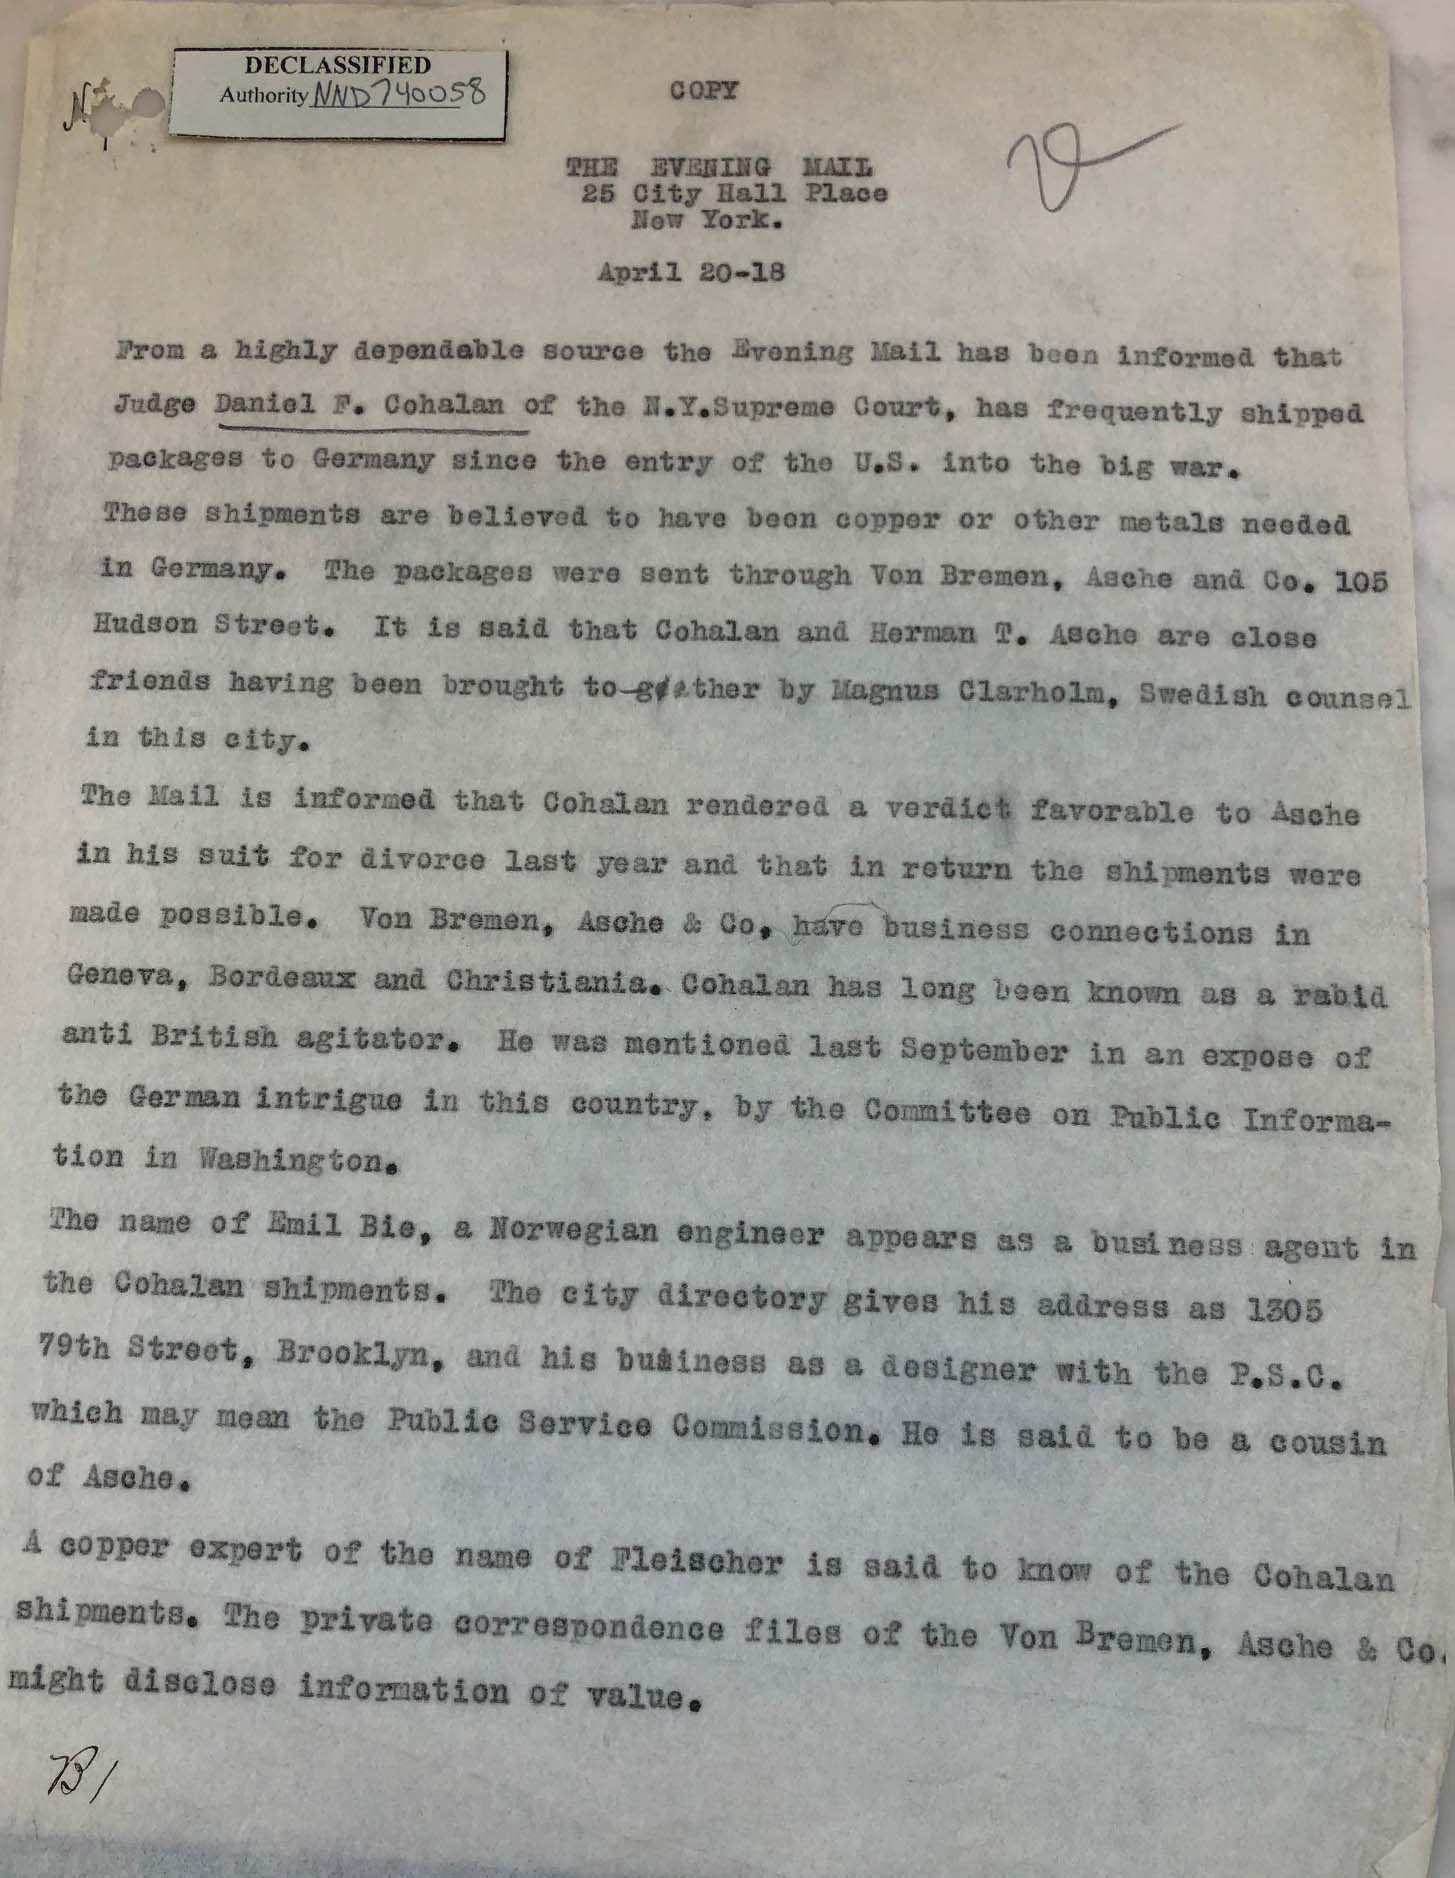 DECLASSIFIED
Authority NND740058
COPY
THE EVENING MAIL
25 City Hall Place
New York.
April 20-18
From a highly dependable source the Evening Mail has been informed that
Judge Daniel F. Cohalan of the N.Y.Supreme Court, has frequently shipped
packages to Germany since the entry of the U.S. into the big war.
These shipments are believed to have been copper or other metals needed
in Germany. The packages were sent through Von Bremen, Asche and Co. 105
Hudson Street. It is said that Cohalan and Herman T. Asche are close
friends having been brought to-gether by Magnus Clarholm, Swedish counsel
in this city.
The Mail is informed that Cohalan rendered a verdict favorable to Asche
in his suit for divorce last year and that in return the shipments were
made possible. Von Bremen, Asche & Co, have business connections in
Geneva, Bordeaux and Christiania. Cohalan has long been known as a rabid
anti British agitator. He was mentioned last September in an expose of
the German intrigue in this country, by the Committee on Public Informa-
tion in Washington.
The name of Emil Bie, a Norwegian engineer appears as a business agent in
the Cohalan shipments. The city directory gives his address as 1305
79th Street, Brooklyn, and his business as a designer with the P.S.C.
which may mean the Public Service Commission. He is said to be a cousin
of Asche.
A copper expert of the name of Fleischer is said to know of the Cohalan
shipments. The private correspondence files of the Von Bremen, Asche & Co.
might disclose information of value.